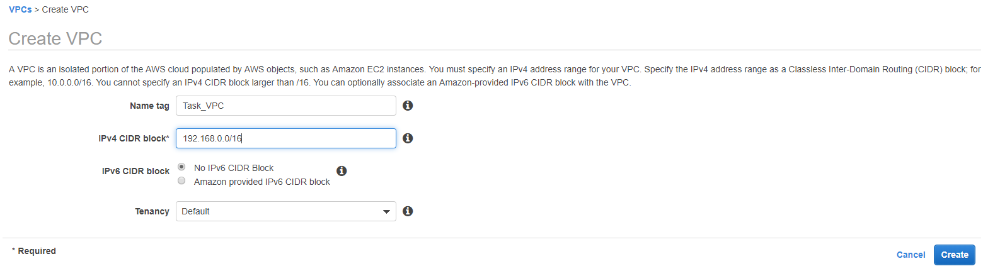 VPCs > Create VPC
Create VPC
A VPC is an isolated portion of the AWS cloud populated by AWS objects, such as Amazon EC2 instances. You must specify an IPv4 address range for your VPC. Specify the IPv4 address range as a Classless Inter-Domain Routing (CIDR) block; for
example, 10.0.0.0/16. You cannot specify an IPv4 CIDR block larger than /16. You can optionally associate an Amazon-provided IPv6 CIDR block with the VPC.
Name tag Task_VPC
IPv4 CIDR block* 192.168.0.0/16
IPv6 CIDR block No IPv6 CIDR Block
Amazon provided IPv6 CIDR block
Tenancy Default
* Required
Cancel Create